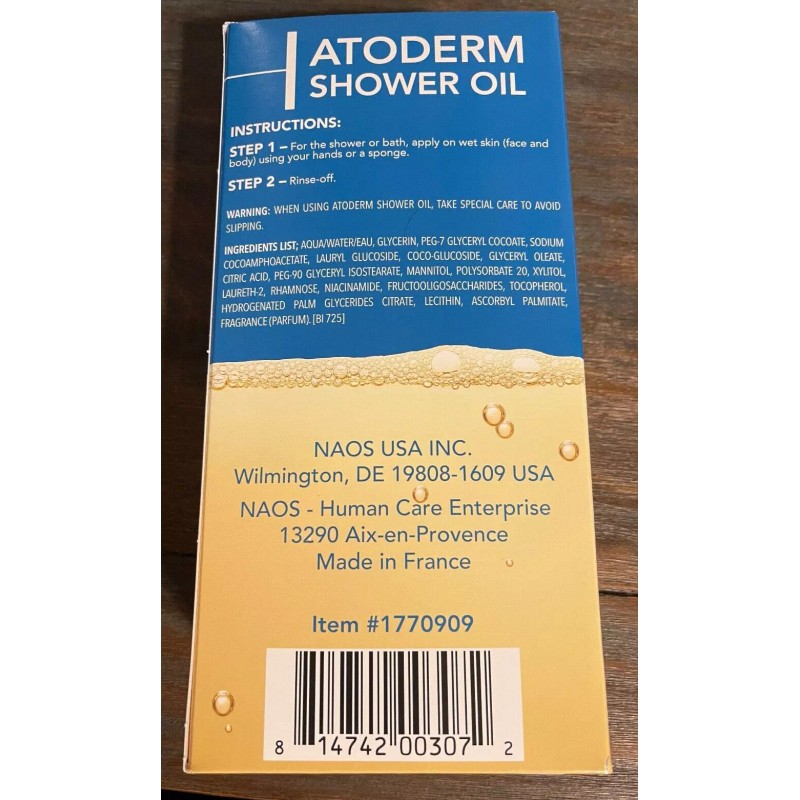 ATODERM
SHOWER OIL
INSTRUCTIONS:
STEP 1 – For the shower or bath, apply on wet skin (face and
body) using your hands or a sponge.
STEP 2 – Rinse-off.
WARNING: WHEN USING ATODERM SHOWER OIL, TAKE SPECIAL CARE TO AVOID
SLIPPING.
INGREDIENTS LIST; AQUA/WATER/EAU, GLYCERIN, PEG-7 GLYCERYL COCOATE, SODIUM
COCOAMPHOACETATE, LAURYL GLUCOSIDE, COCO-GLUCOSIDE, GLYCERYL OLEATE,
CITRIC ACID, PEG-90 GLYCERYL ISOSTEARATE, MANNITOL, POLYSORBATE 20, XYLITOL,
LAURETH-2, RHAMNOSE, NIACINAMIDE, FRUCTOOLIGOSACCHARIDES, TOCOPHEROL,
HYDROGENATED PALM GLYCERIDES CITRATE, LECITHIN, ASCORBYL PALMITATE,
FRAGRANCE (PARFUM). [BI 725]
NAOS USA INC.
Wilmington, DE 19808-1609 USA
NAOS - Human Care Enterprise
13290 Aix-en-Provence
Made in France
Item #1770909
8 14742 00307 2